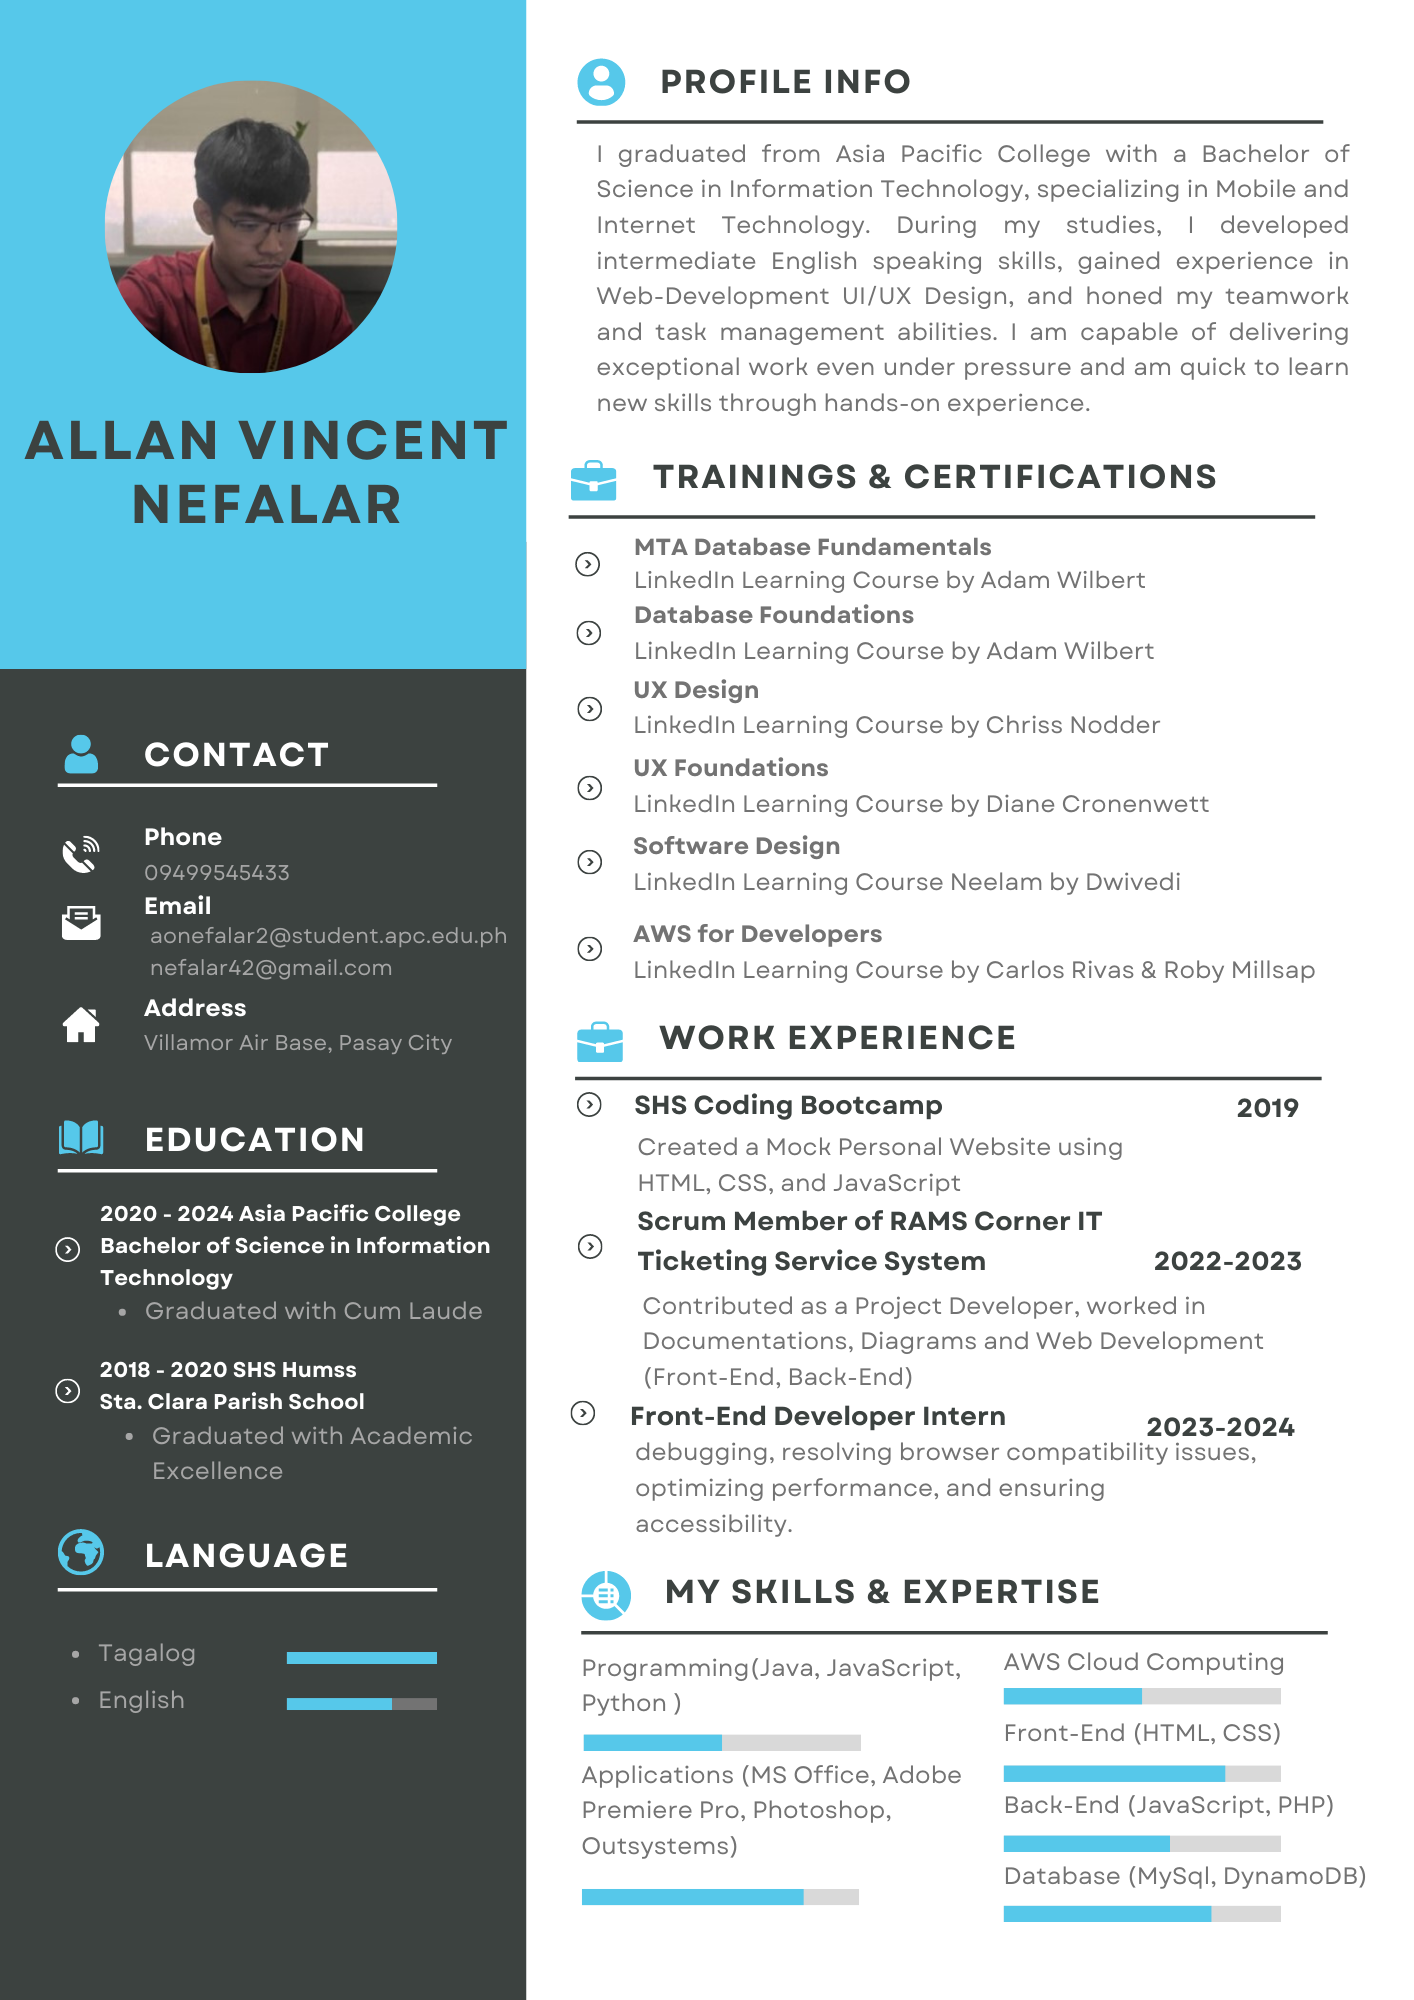 ALLAN VINCENT
NEFALAR
CONTACT
Phone
09499545433
Email
aonefalar2@student.apc.edu.ph
nefalar42@gmail.com
Address
Villamor Air Base, Pasay City
EDUCATION
2020 - 2024 Asia Pacific College
Bachelor of Science in Information
Technology
• Graduated with Cum Laude
2018 - 2020 SHS Humss
Sta. Clara Parish School
• Graduated with Academic
Excellence
LANGUAGE
• Tagalog
• English
PROFILE INFO
I graduated from Asia Pacific College with a Bachelor of
Science in Information Technology, specializing in Mobile and
Internet Technology. During my studies, I developed
intermediate English speaking skills, gained experience in
Web-Development UI/UX Design, and honed my teamwork
and task management abilities. I am capable of delivering
exceptional work even under pressure and am quick to learn
new skills through hands-on experience.
TRAININGS & CERTIFICATIONS
MTA Database Fundamentals
LinkedIn Learning Course by Adam Wilbert
Database Foundations
LinkedIn Learning Course by Adam Wilbert
UX Design
LinkedIn Learning Course by Chriss Nodder
UX Foundations
LinkedIn Learning Course by Diane Cronenwett
Software Design
LinkedIn Learning Course Neelam by Dwivedi
AWS for Developers
LinkedIn Learning Course by Carlos Rivas & Roby Millsap
WORK EXPERIENCE
SHS Coding Bootcamp 2019
Created a Mock Personal Website using
HTML, CSS, and JavaScript
Scrum Member of RAMS Corner IT
Ticketing Service System 2022-2023
Contributed as a Project Developer, worked in
Documentations, Diagrams and Web Development
(Front-End, Back-End)
Front-End Developer Intern 2023-2024
debugging, resolving browser compatibility issues,
optimizing performance, and ensuring
accessibility.
MY SKILLS & EXPERTISE
Programming(Java, JavaScript,
Python )
Applications (MS Office, Adobe
Premiere Pro, Photoshop,
Outsystems)
AWS Cloud Computing
Front-End (HTML, CSS)
Back-End (JavaScript, PHP)
Database (MySql, DynamoDB)